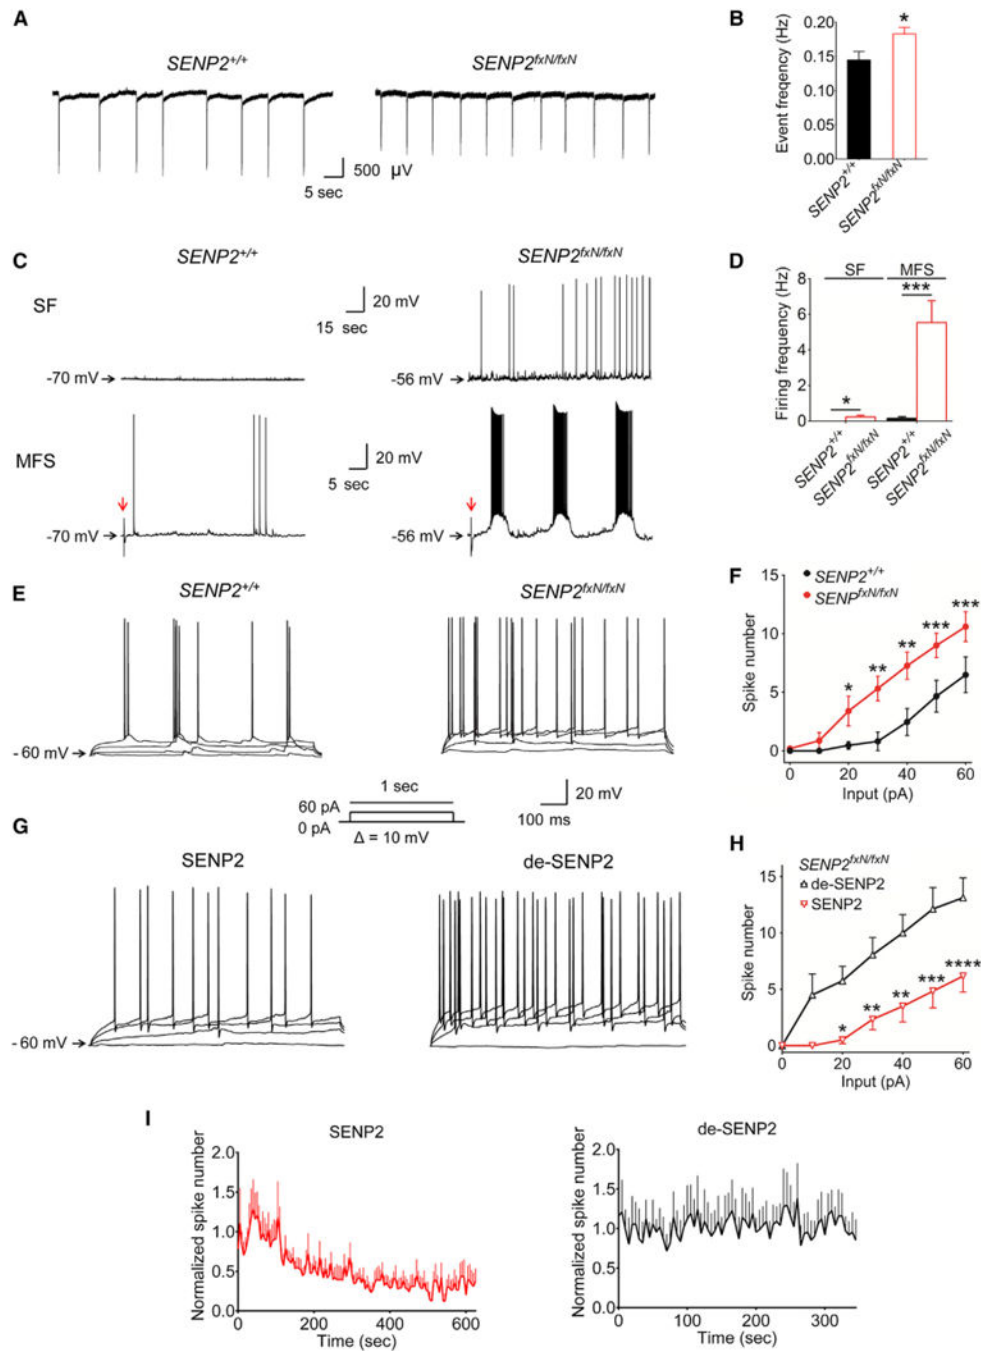 A
SENP2+/+
SENP2fxN/fxN
500 µV
5 sec
B
Event freqency (Hz)
0.20
0.15
0.10
0.05
0.00
*
SENP2+/+
SENP2fxN/fxN
C
SENP2+/+
SENP2fxN/fxN
SF
20 mV
15 sec
-70 mV
-56 mV
MFS
20 mV
5 sec
-70 mV
-56 mV
D
SF
MFS
Firing frequency (Hz)
8
6
4
2
0
*
***
SENP2+/+
SENP2fxN/fxN
SENP2+/+
SENP2fxN/fxN
E
SENP2+/+
SENP2fxN/fxN
- 60 mV
1 sec
60 pA
0 pA
Δ = 10 mV
20 mV
100 ms
F
SENP2+/+
SENPfxN/fxN
Spike number
15
10
5
0
* ** ** *** ***
0 20 40 60
Input (pA)
G
SENP2
de-SENP2
- 60 mV
H
SENP2fxN/fxN
de-SENP2
SENP2
Spike number
15
10
5
0
* ** ** *** ****
0 20 40 60
Input (pA)
I
SENP2
Normalized spike number
2.0
1.5
1.0
0.5
0.0
0 200 400 600
Time (sec)
de-SENP2
Normalized spike number
2.0
1.5
1.0
0.5
0.0
0 100 200 300
Time (sec)